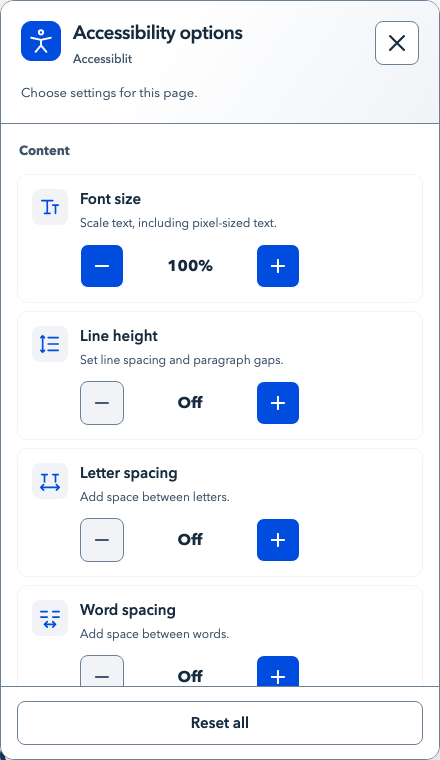 Accessibility options
Accessiblit
Choose settings for this page.
Content
Font size
Scale text, including pixel-sized text.
100%
Line height
Set line spacing and paragraph gaps.
Off
Letter spacing
Add space between letters.
Off
Word spacing
Add space between words.
Off
Reset all